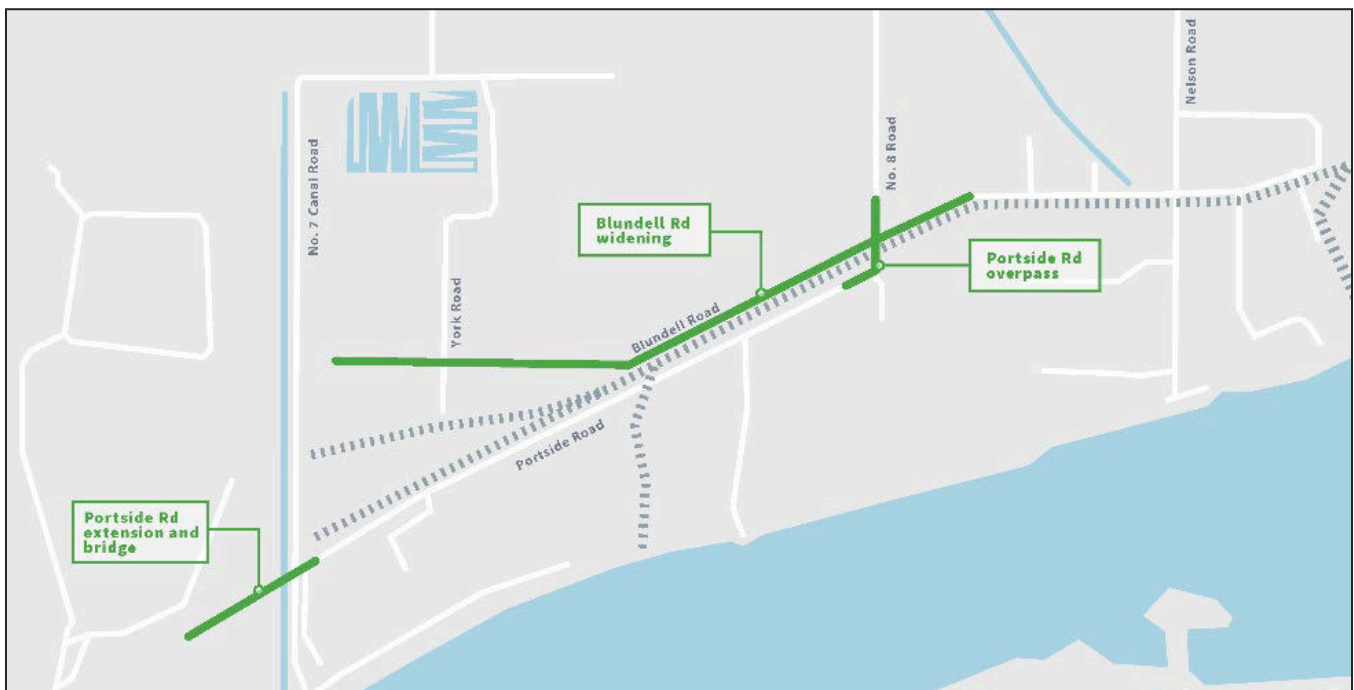 Nelson Road
No. 7 Canal Road
No. 8 Road
Blundell Rd
widening
Portside Rd
overpass
York Road
Blundell Road
Portside Road
Portside Rd
extension and
bridge